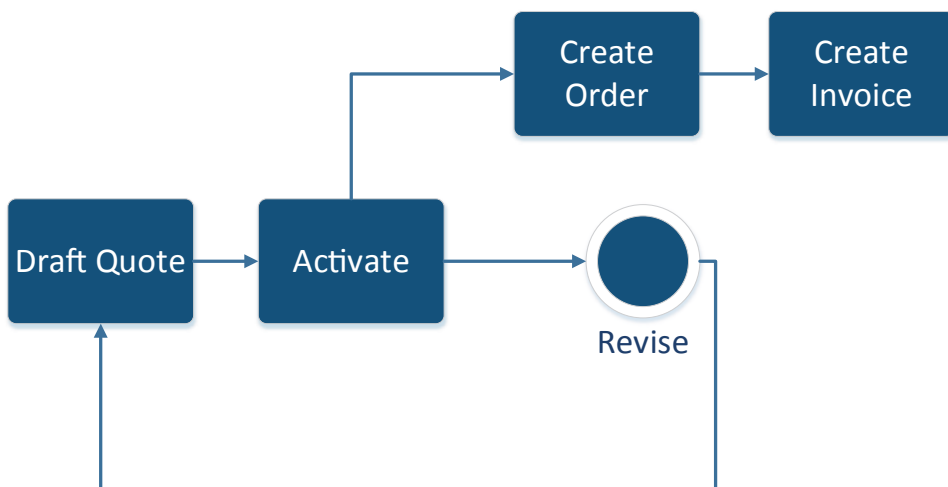 Create
Order
Create
Invoice
Draft Quote
Activate
Revise